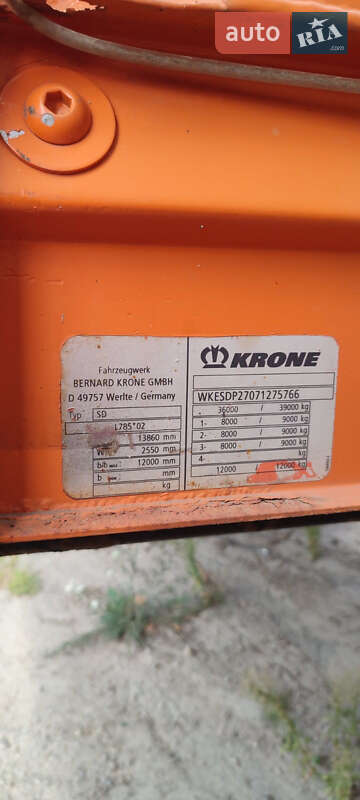 auto RIA.com
Fahrzeugwerk
BERNARD KRONE GMBH
D 49757 Werlte / Germany
Typ SD
L785*02
13860 mm
W 2550 mm
b/b 12000 mm
b mm
kg
KRONE
WKESDP27071275766
36000 / 39000 kg
1- 8000 / 9000 kg
2- 8000 / 9000 kg
3- 8000 / 9000 kg
4-
12000 12000 kg